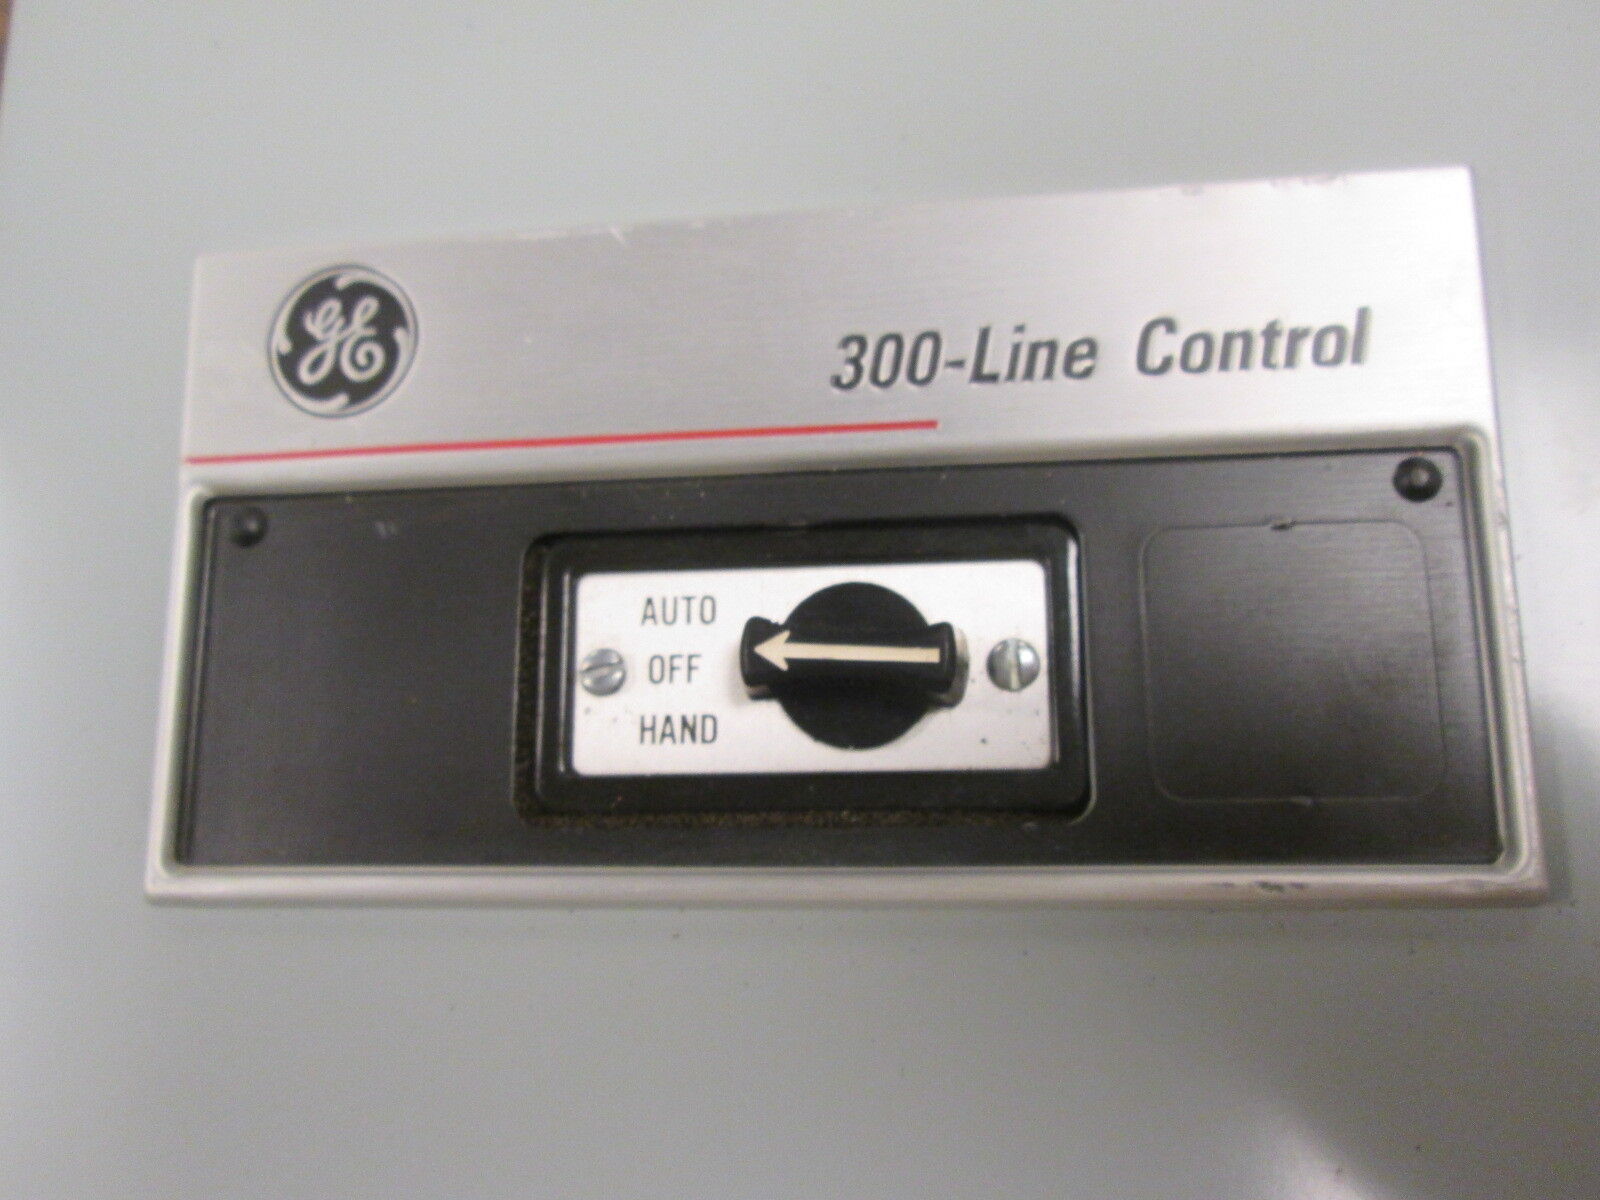 GE
300-Line Control
AUTO
OFF
HAND